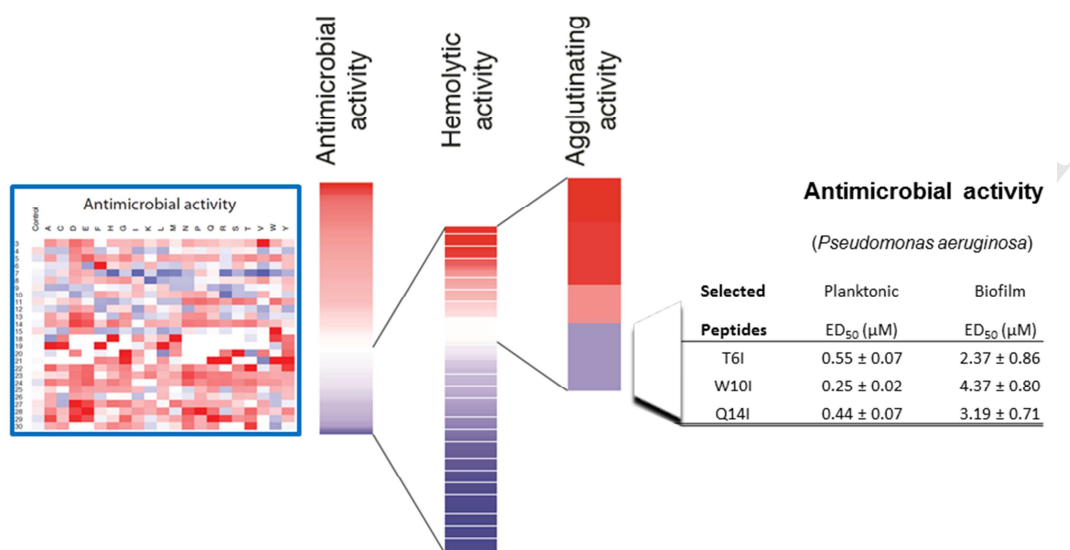 Antimicrobial
activity
Hemolytic
activity
Agglutinating
activity
Antimicrobial activity
Control A C D E F H G I K L M N P Q R S T V W Y
3
4
5
6
7
8
9
10
11
12
13
14
15
18
19
20
21
22
23
24
25
26
27
28
29
30
Antimicrobial activity
(Pseudomonas aeruginosa)
Selected Planktonic Biofilm
Peptides ED50 (µM) ED50 (µM)
T6I 0.55 ± 0.07 2.37 ± 0.86
W10I 0.25 ± 0.02 4.37 ± 0.80
Q14I 0.44 ± 0.07 3.19 ± 0.71